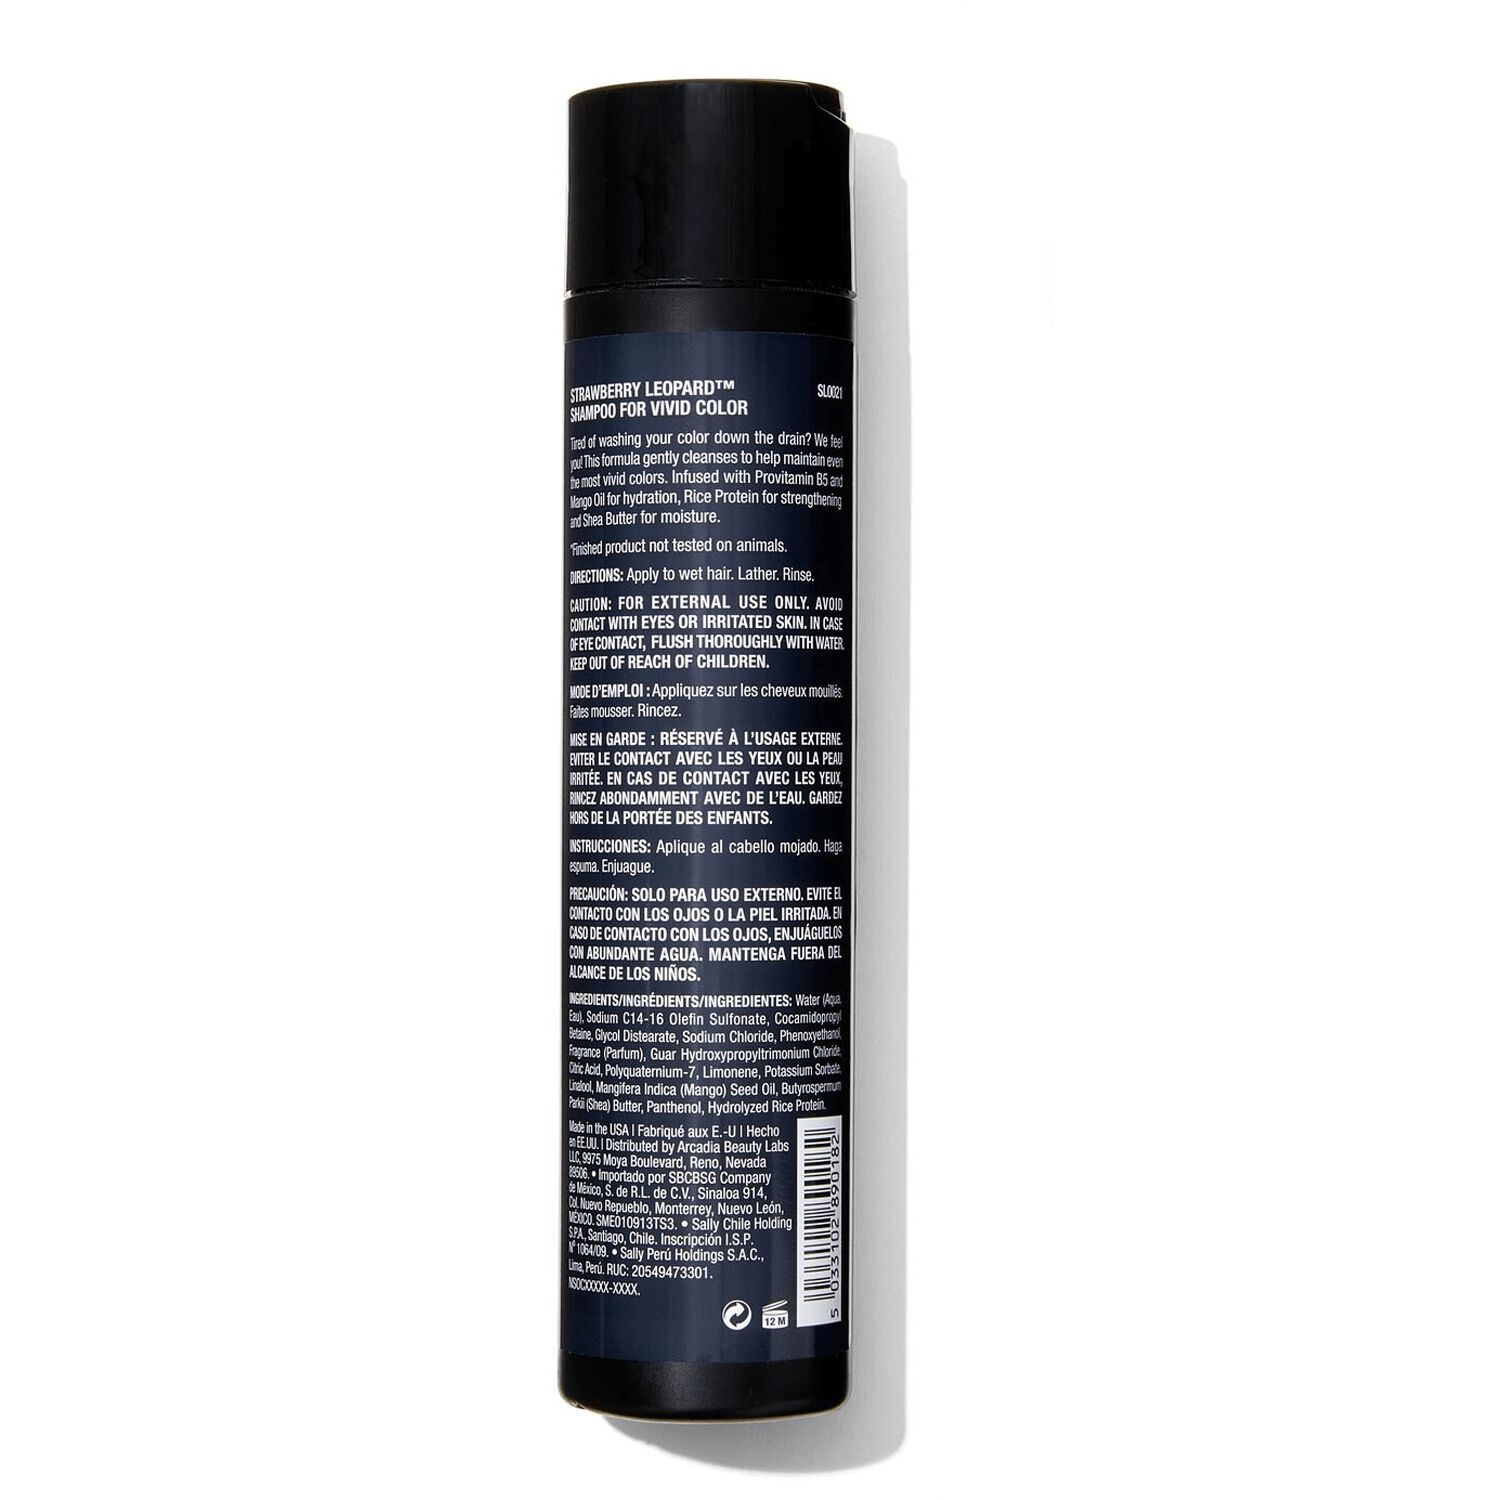 STRAWBERRY LEOPARD™ SL0021
SHAMPOO FOR VIVID COLOR
Tired of washing your color down the drain? We feel
you! This formula gently cleanses to help maintain even
the most vivid colors. Infused with Provitamin B5 and
Mango Oil for hydration, Rice Protein for strengthening
and Shea Butter for moisture.
*Finished product not tested on animals.
DIRECTIONS: Apply to wet hair. Lather. Rinse.
CAUTION: FOR EXTERNAL USE ONLY. AVOID
CONTACT WITH EYES OR IRRITATED SKIN. IN CASE
OF EYE CONTACT, FLUSH THOROUGHLY WITH WATER.
KEEP OUT OF REACH OF CHILDREN.
MODE D'EMPLOI : Appliquez sur les cheveux mouillés.
Faites mousser. Rincez.
MISE EN GARDE : RÉSERVÉ À L'USAGE EXTERNE.
EVITER LE CONTACT AVEC LES YEUX OU LA PEAU
IRRITÉE. EN CAS DE CONTACT AVEC LES YEUX,
RINCEZ ABONDAMMENT AVEC DE L'EAU. GARDEZ
HORS DE LA PORTÉE DES ENFANTS.
INSTRUCCIONES: Aplique al cabello mojado. Haga
espuma. Enjuague.
PRECAUCIÓN: SOLO PARA USO EXTERNO. EVITE EL
CONTACTO CON LOS OJOS O LA PIEL IRRITADA. EN
CASO DE CONTACTO CON LOS OJOS, ENJUÁGUELOS
CON ABUNDANTE AGUA. MANTENGA FUERA DEL
ALCANCE DE LOS NIÑOS.
INGREDIENTS/INGRÉDIENTS/INGREDIENTES: Water (Aqua,
Eau), Sodium C14-16 Olefin Sulfonate, Cocamidopropyl
Betaine, Glycol Distearate, Sodium Chloride, Phenoxyethanol,
Fragrance (Parfum), Guar Hydroxypropyltrimonium Chloride,
Citric Acid, Polyquaternium-7, Limonene, Potassium Sorbate,
Linalool, Mangifera Indica (Mango) Seed Oil, Butyrospermum
Parkii (Shea) Butter, Panthenol, Hydrolyzed Rice Protein.
Made in the USA | Fabriqué aux E.-U | Hecho
en EE.UU. | Distributed by Arcadia Beauty Labs
LLC, 9975 Moya Boulevard, Reno, Nevada
89506. • Importado por SBCBSG Company
de México, S. de R.L. de C.V., Sinaloa 914,
Col. Nuevo Repueblo, Monterrey, Nuevo León,
MÉXICO. SME010913TS3. • Sally Chile Holding
S.P.A., Santiago, Chile. Inscripción I.S.P.
N° 1064/09. • Sally Perú Holdings S.A.C.,
Lima, Perú. RUC: 20549473301.
NSOCXXXXX-XXXX.
12 M
5 033102 890182